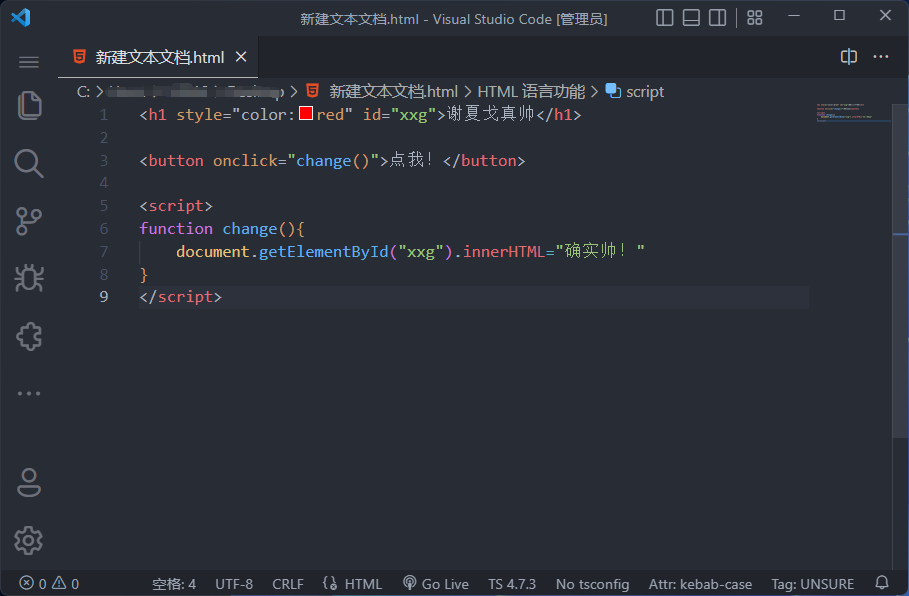 新建文本文档.html - Visual Studio Code [管理员]
新建文本文档.html
C: > > 新建文本文档.html > HTML 语言功能 > script
1 <h1 style="color:red" id="xxg">谢夏戈真帅</h1>
2
3 <button onclick="change()">点我！</button>
4
5 <script>
6 function change(){
7 document.getElementById("xxg").innerHTML="确实帅！"
8 }
9 </script>
0 0 空格: 4 UTF-8 CRLF HTML Go Live TS 4.7.3 No tsconfig Attr: kebab-case Tag: UNSURE